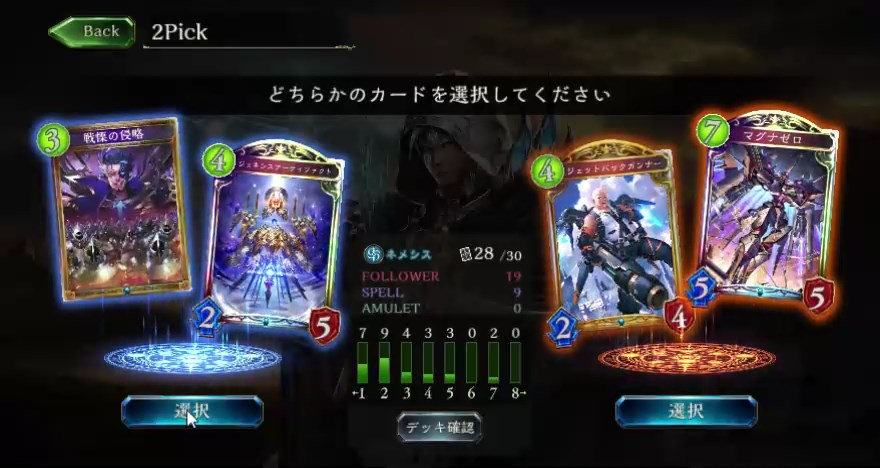 Back
2Pick
どちらかのカードを選択してください
3
戦慄の侵略
4
ジェネシスアーティファクト
2
5
4
ジェットパックガンナー
2
4
7
マグナゼロ
5
5
ネメシス
28 /30
FOLLOWER 19
SPELL 9
AMULET 0
7 9 4 3 3 0 2 0
←1 2 3 4 5 6 7 8→
選択
デッキ確認
選択